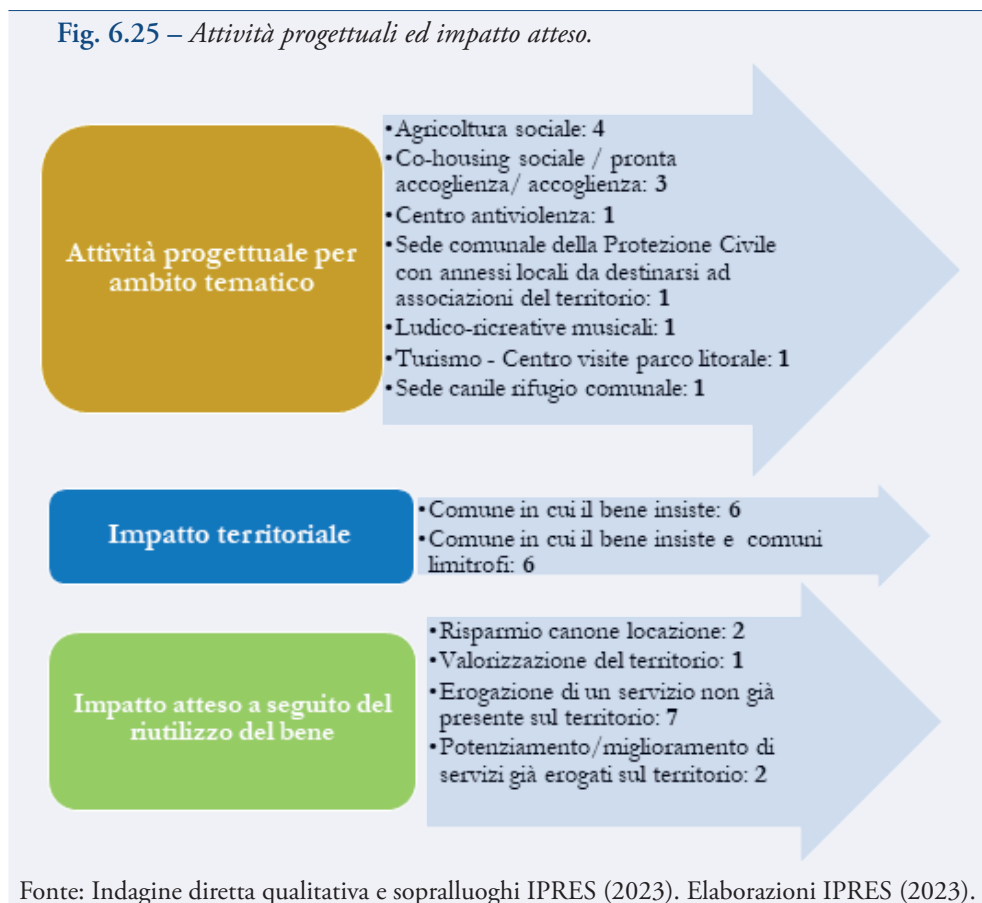 Fig. 6.25 – Attività progettuali ed impatto atteso.
Attività progettuale per
ambito tematico
•Agricoltura sociale: 4
•Co-housing sociale / pronta
accoglienza/ accoglienza: 3
•Centro antiviolenza: 1
•Sede comunale della Protezione Civile
con annessi locali da destinarsi ad
associazioni del territorio: 1
•Ludico-ricreative musicali: 1
•Turismo - Centro visite parco litorale: 1
•Sede canile rifugio comunale: 1
Impatto territoriale
•Comune in cui il bene insiste: 6
•Comune in cui il bene insiste e comuni
limitrofi: 6
Impatto atteso a seguito del
riutilizzo del bene
•Risparmio canone locazione: 2
•Valorizzazione del territorio: 1
•Erogazione di un servizio non già
presente sul territorio: 7
•Potenziamento/miglioramento di
servizi già erogati sul territorio: 2
Fonte: Indagine diretta qualitativa e sopralluoghi IPRES (2023). Elaborazioni IPRES (2023).